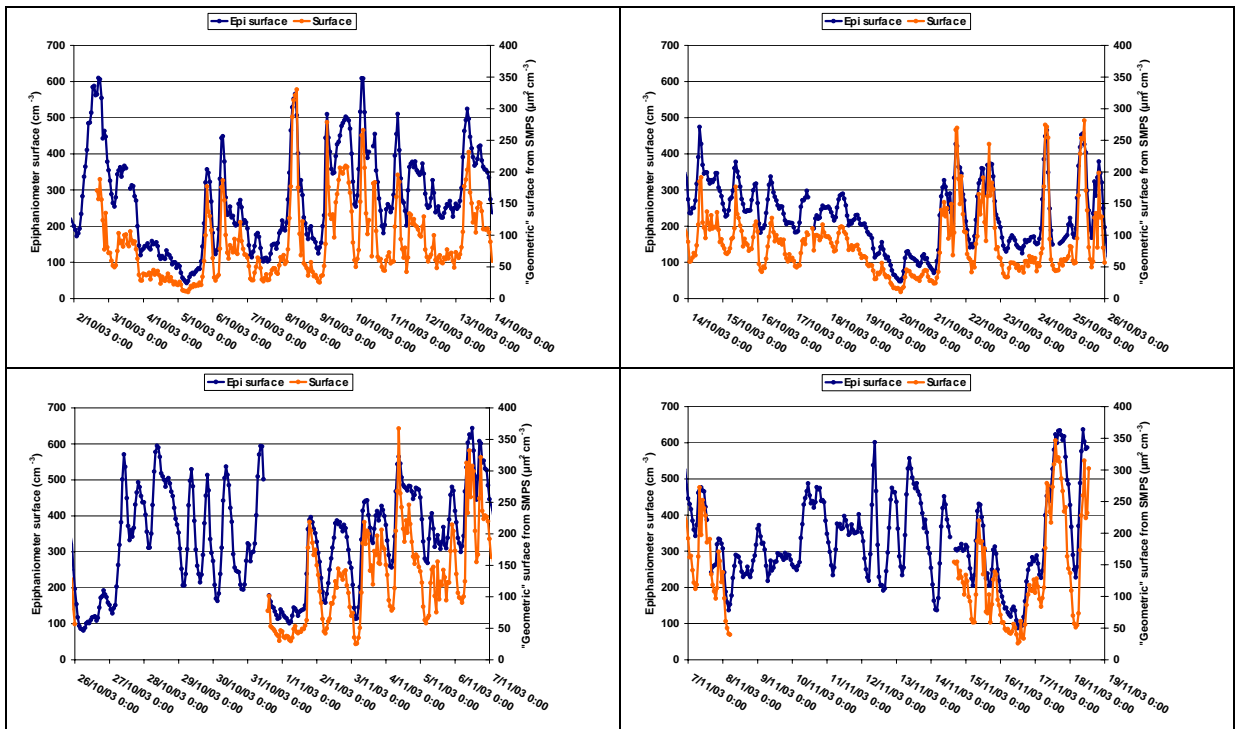 Epi surface Surface
700 600 500 400 300 200 100 0
Epiphaniometer surface (cm⁻³)
400 350 300 250 200 150 100 50 0
"Geometric" surface from SMPS (µm² cm⁻³)
2/10/03 0:00 3/10/03 0:00 4/10/03 0:00 5/10/03 0:00 6/10/03 0:00 7/10/03 0:00 8/10/03 0:00 9/10/03 0:00 10/10/03 0:00 11/10/03 0:00 12/10/03 0:00 13/10/03 0:00 14/10/03 0:00
Epi surface Surface
700 600 500 400 300 200 100 0
Epiphaniometer surface (cm⁻³)
400 350 300 250 200 150 100 50 0
"Geometric" surface from SMPS (µm² cm⁻³)
14/10/03 0:00 15/10/03 0:00 16/10/03 0:00 17/10/03 0:00 18/10/03 0:00 19/10/03 0:00 20/10/03 0:00 21/10/03 0:00 22/10/03 0:00 23/10/03 0:00 24/10/03 0:00 25/10/03 0:00 26/10/03 0:00
Epi surface Surface
700 600 500 400 300 200 100 0
Epiphaniometer surface (cm⁻³)
400 350 300 250 200 150 100 50 0
"Geometric" surface from SMPS (µm² cm⁻³)
26/10/03 0:00 27/10/03 0:00 28/10/03 0:00 29/10/03 0:00 30/10/03 0:00 31/10/03 0:00 1/11/03 0:00 2/11/03 0:00 3/11/03 0:00 4/11/03 0:00 5/11/03 0:00 6/11/03 0:00 7/11/03 0:00
Epi surface Surface
700 600 500 400 300 200 100 0
Epiphaniometer surface (cm⁻³)
400 350 300 250 200 150 100 50 0
"Geometric" surface from SMPS (µm² cm⁻³)
7/11/03 0:00 8/11/03 0:00 9/11/03 0:00 10/11/03 0:00 11/11/03 0:00 12/11/03 0:00 13/11/03 0:00 14/11/03 0:00 15/11/03 0:00 16/11/03 0:00 17/11/03 0:00 18/11/03 0:00 19/11/03 0:00